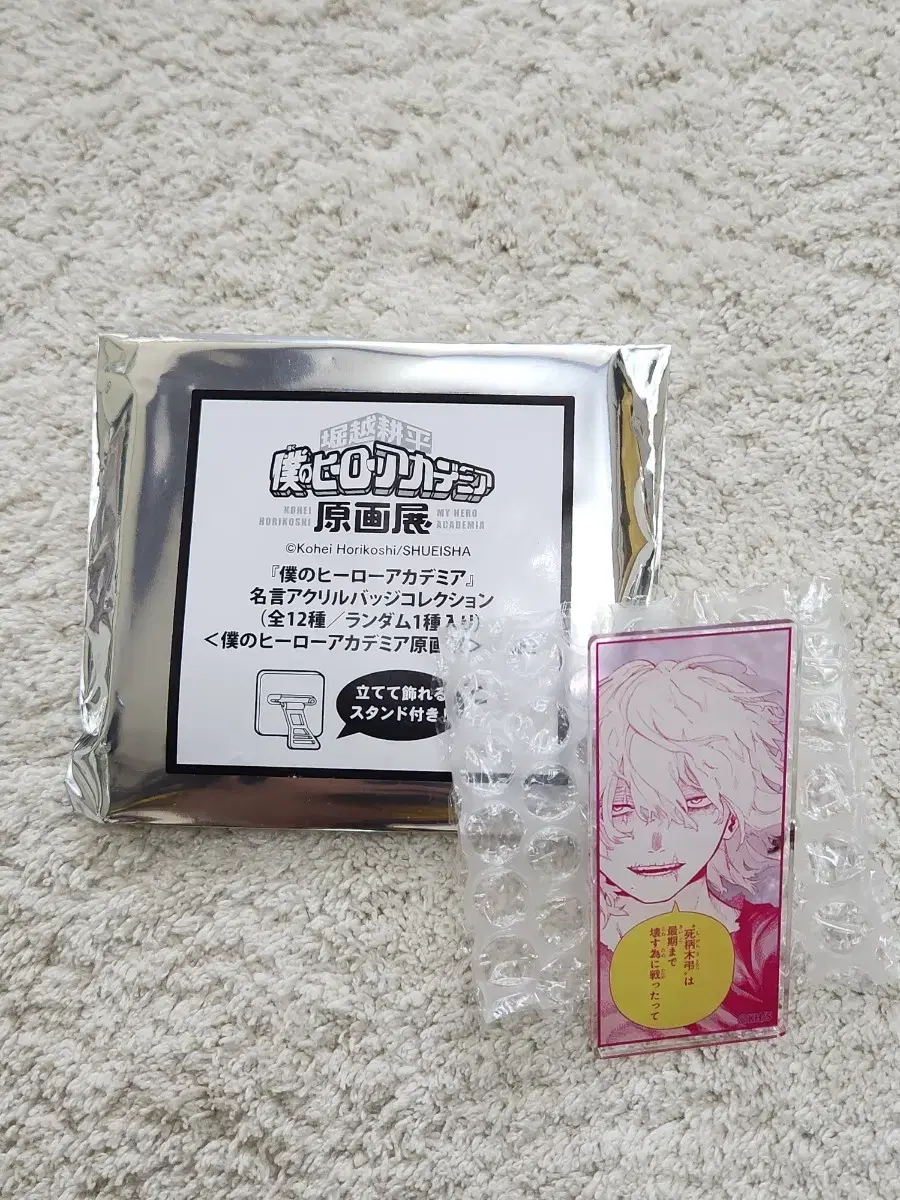 堀越耕平
僕のヒーローアカデミア
KOHEI HORIKOSHI
原画展
MY HERO ACADEMIA
©Kohei Horikoshi/SHUEISHA
『僕のヒーローアカデミア』
名言アクリルバッジコレクション
(全12種/ランダム1種入り)
<僕のヒーローアカデミア原画
>
立てて飾れる
スタンド付き!
“死柄木弔”は
最期まで
壊す為に戦ったって
©KH/S